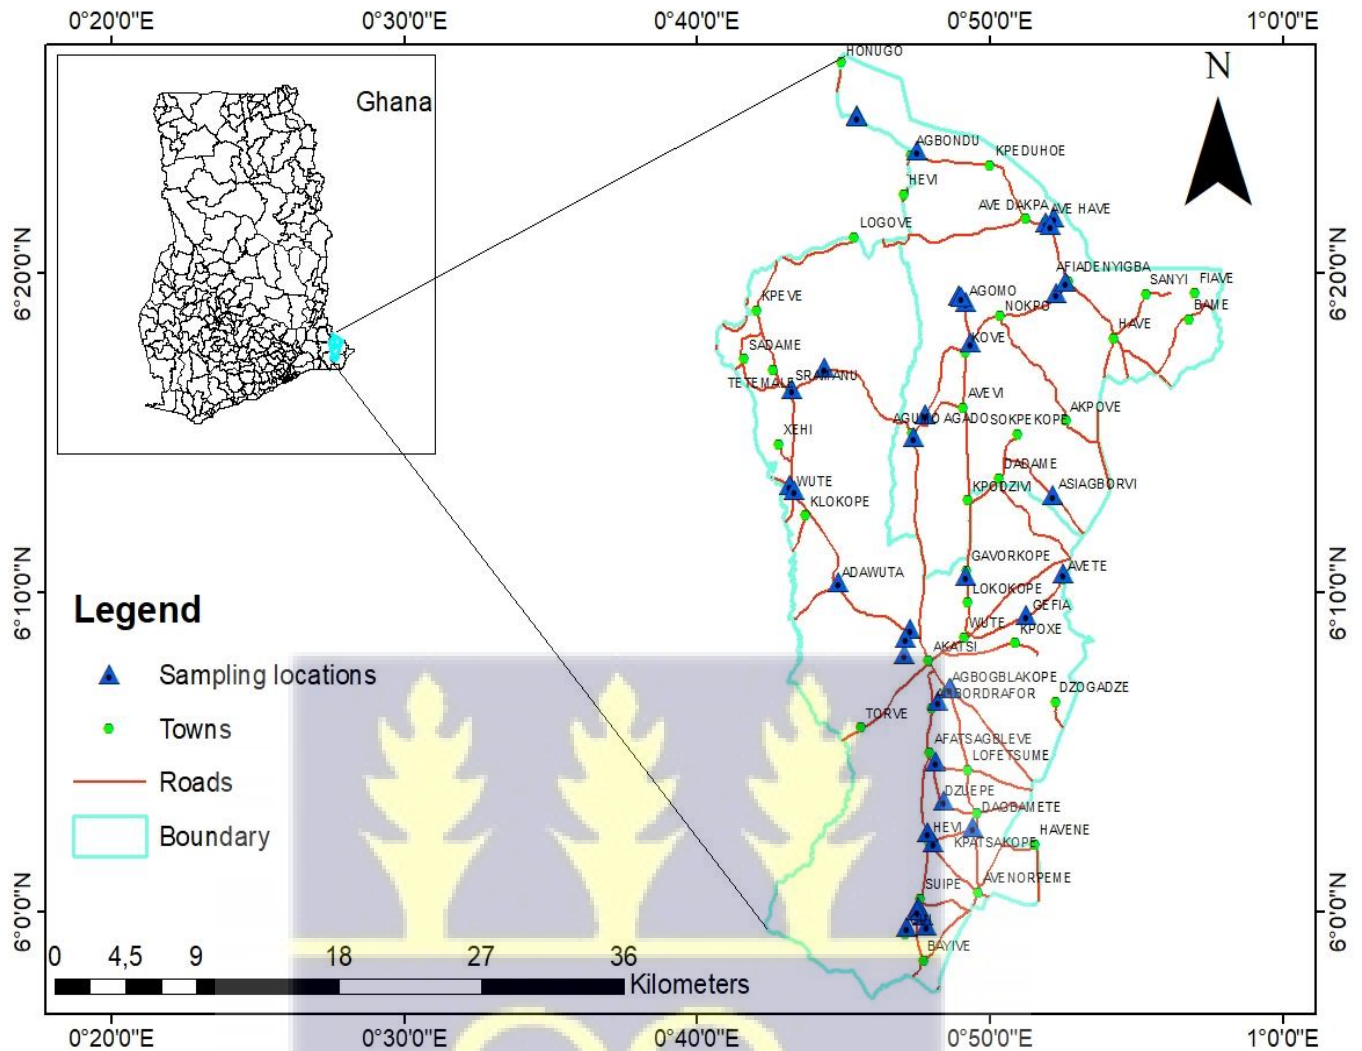 0°20'0"E 0°30'0"E 0°40'0"E 0°50'0"E 1°0'0"E
HONUGO
N
Ghana
AGBONDU
KPEDUHOE
HEVI
AVE DAKPA
AVE HAVE
LOGOVE
6°20'0"N
6°20'0"N
AFIADENYIGBA
SANYI
FIAVE
KPEVE
AGOMO
NOKPO
BAME
HAVE
KOVE
SADAME
TETEMALE
AVEVI
AKPOVE
AGADO
SOKPEKOPE
XEHI
DADAME
WUTE
KPODZIVI
ASIAGBORVI
KLOKOPE
GAVORKOPE
ADAWUTA
AVETE
6°10'0"N
6°10'0"N
LOKOKOPE
GEFIA
WUTE
KPOXE
AKATSI
AGBOGBLAKOPE
DZOGADZE
TORVE
AFATSAGBLEVE
LOFETSUME
DZUEPE
DAGBAMETE
HEVI
HAVENE
KPATSAKOPE
SUIPE
AVENORPEME
6°0'0"N
6°0'0"N
BAYIVE
Legend
Sampling locations
Towns
Roads
Boundary
0 4,5 9 18 27 36
Kilometers
0°20'0"E 0°30'0"E 0°40'0"E 0°50'0"E 1°0'0"E